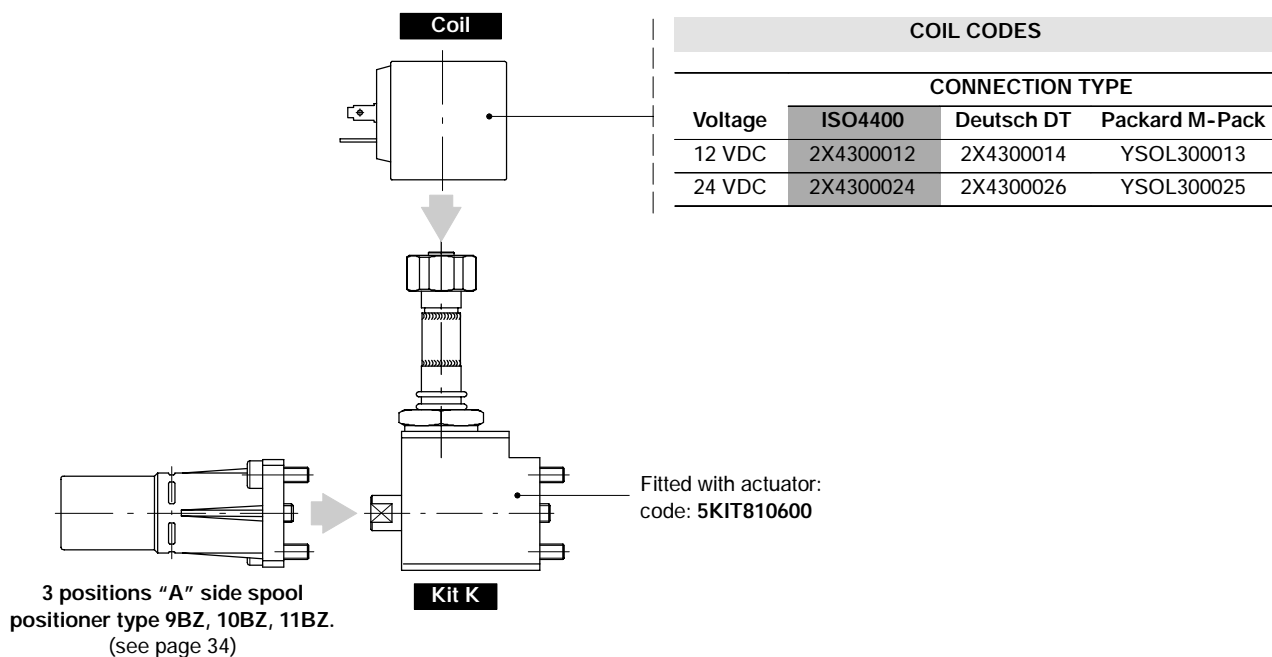 Coil
COIL CODES
CONNECTION TYPE
Voltage ISO4400 Deutsch DT Packard M-Pack
12 VDC 2X4300012 2X4300014 YSOL300013
24 VDC 2X4300024 2X4300026 YSOL300025
Fitted with actuator:
code: 5KIT810600
Kit K
3 positions “A” side spool
positioner type 9BZ, 10BZ, 11BZ.
(see page 34)